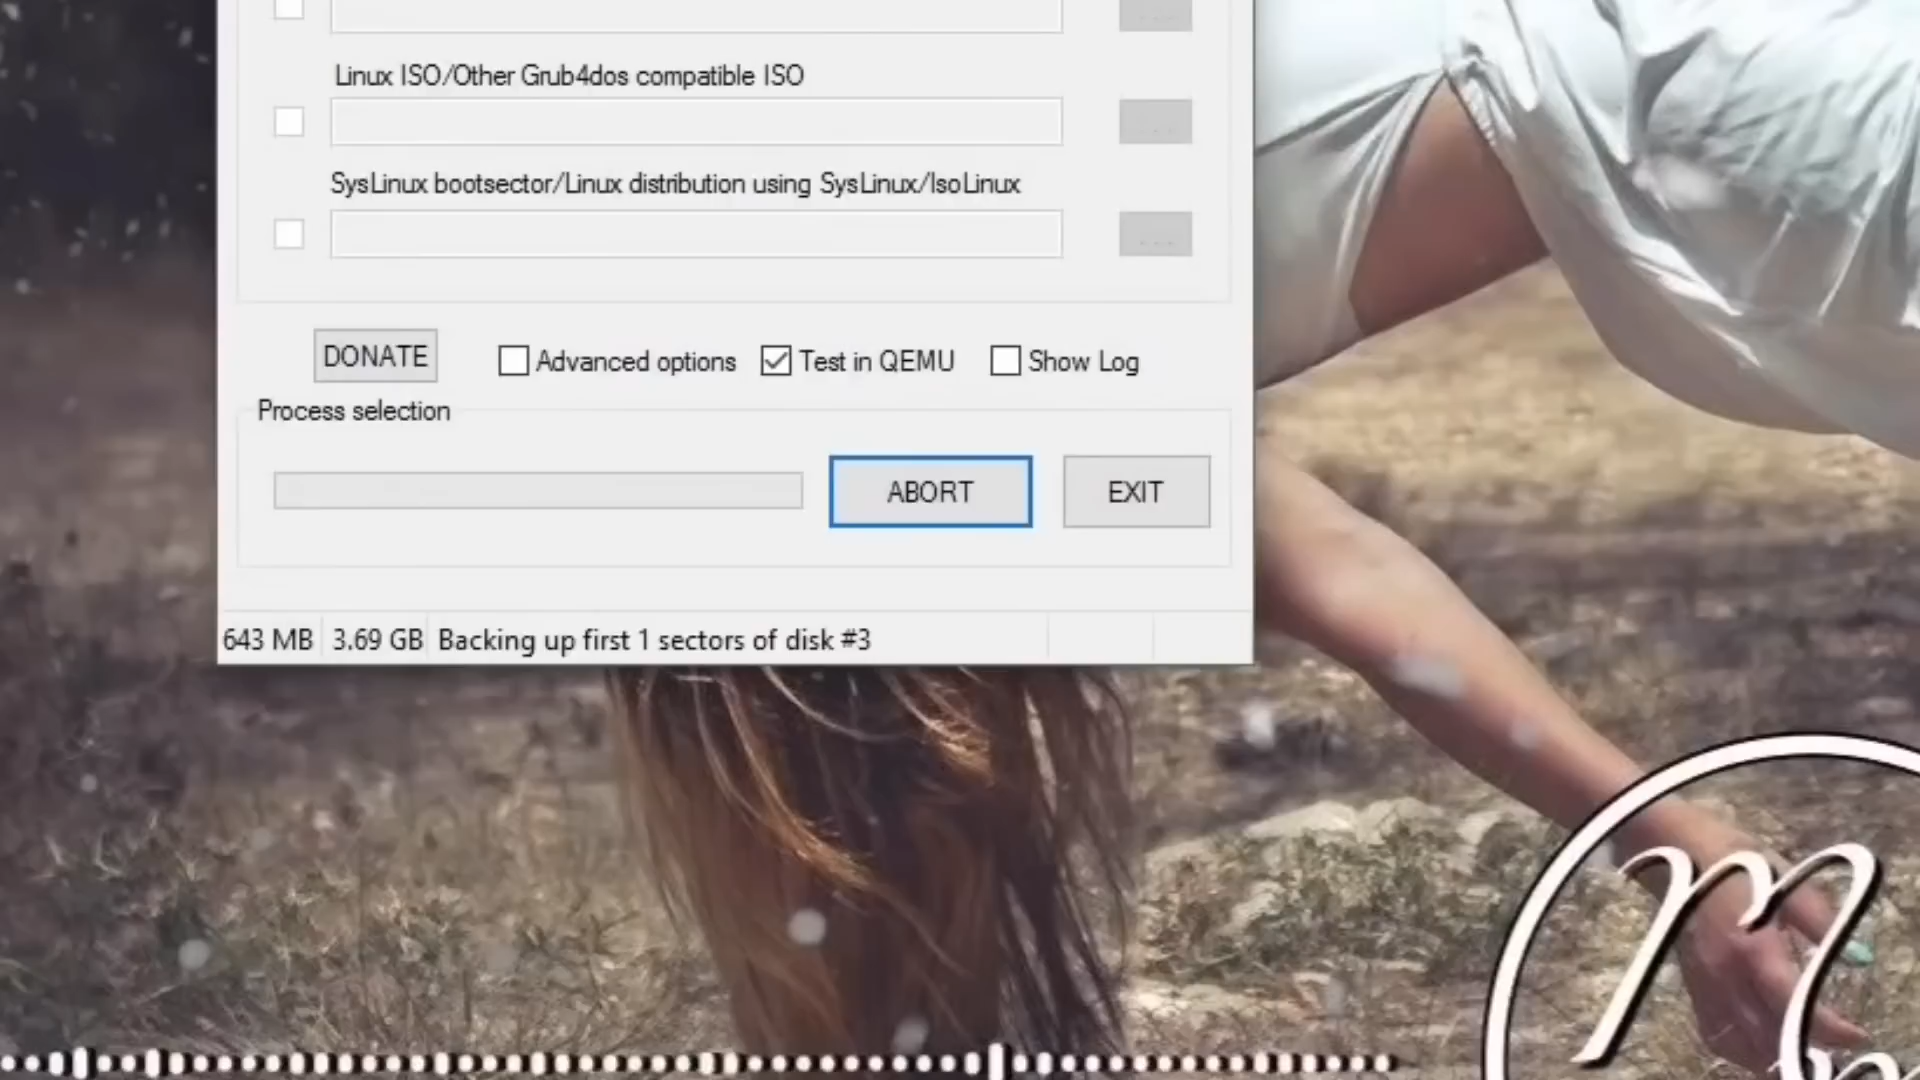 Linux ISO/Other Grub4dos compatible ISO
...
SysLinux bootsector/Linux distribution using SysLinux/IsoLinux
...
DONATE Advanced options Test in QEMU Show Log
Process selection
ABORT EXIT
643 MB 3.69 GB Backing up first 1 sectors of disk #3